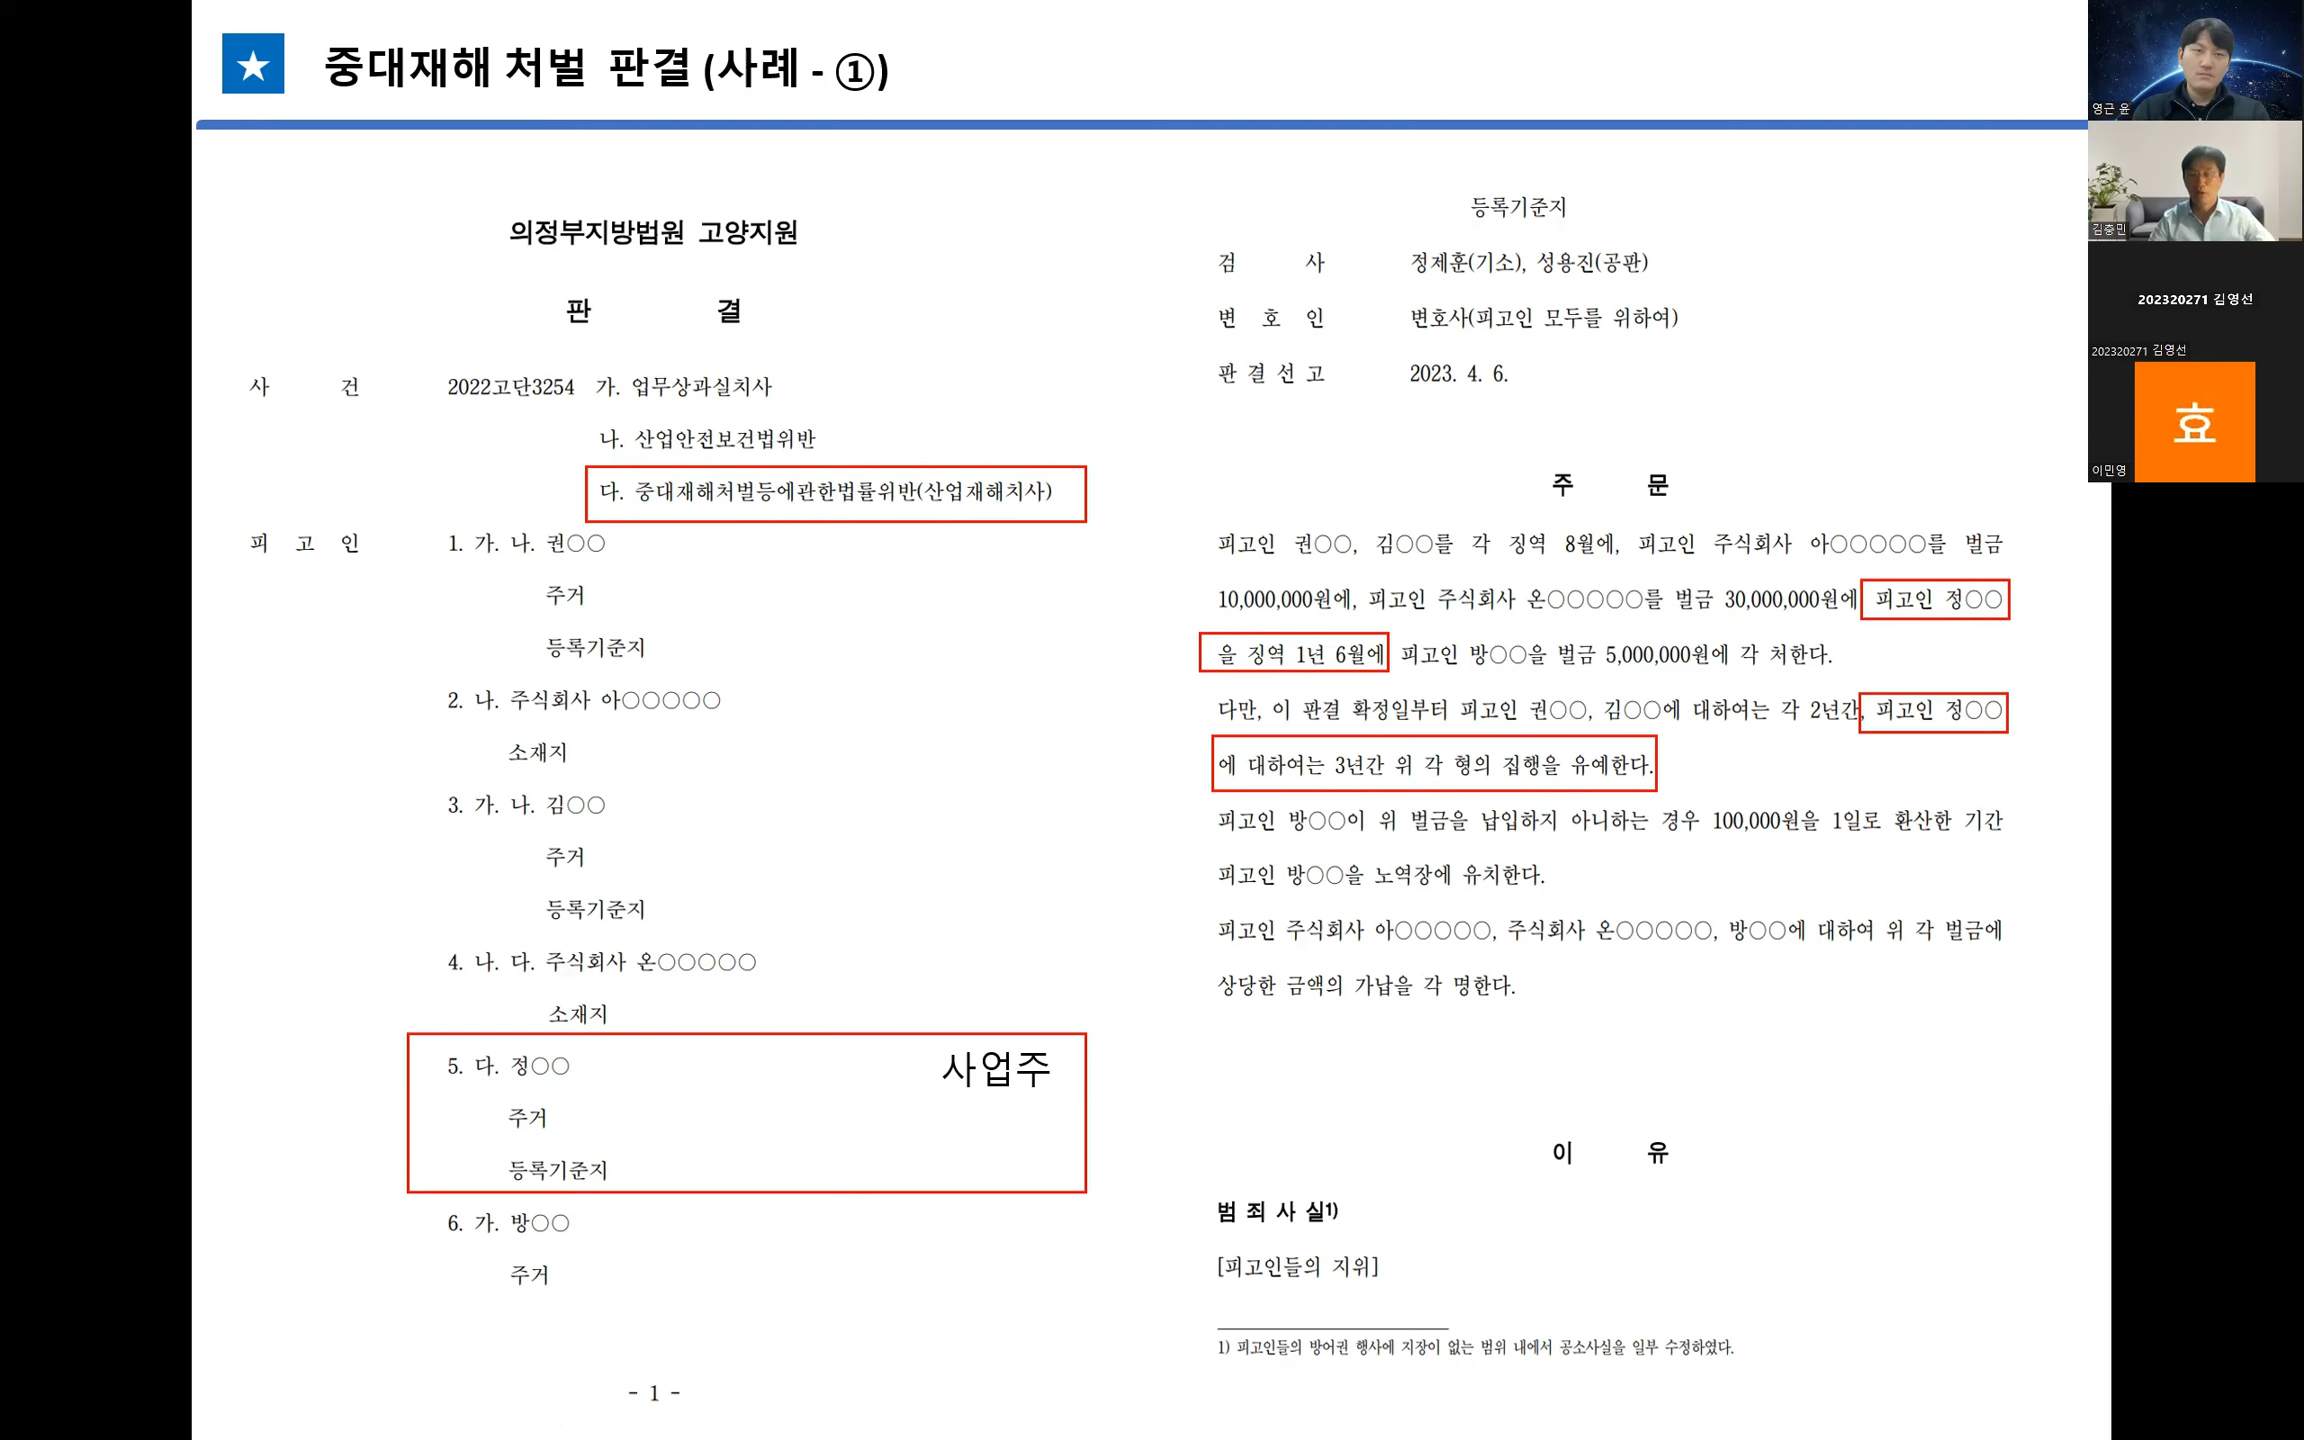 중대재해 처벌 판결 (사례 - ①)
의정부지방법원 고양지원
판 결
사 건 2022고단3254 가. 업무상과실치사
나. 산업안전보건법위반
다. 중대재해처벌등에관한법률위반(산업재해치사)
피 고 인 1. 가. 나. 권○○
주거
등록기준지
2. 나. 주식회사 아○○○○○
소재지
3. 가. 나. 김○○
주거
등록기준지
4. 나. 다. 주식회사 온○○○○○
소재지
5. 다. 정○○ 사업주
주거
등록기준지
6. 가. 방○○
주거
- 1 -
등록기준지
검 사 정제훈(기소), 성용진(공판)
변 호 인 변호사(피고인 모두를 위하여)
판 결 선 고 2023. 4. 6.
주 문
피고인 권○○, 김○○를 각 징역 8월에, 피고인 주식회사 아○○○○○를 벌금
10,000,000원에, 피고인 주식회사 온○○○○○를 벌금 30,000,000원에 피고인 정○○
을 징역 1년 6월에 피고인 방○○을 벌금 5,000,000원에 각 처한다.
다만, 이 판결 확정일부터 피고인 권○○, 김○○에 대하여는 각 2년간, 피고인 정○○
에 대하여는 3년간 위 각 형의 집행을 유예한다.
피고인 방○○이 위 벌금을 납입하지 아니하는 경우 100,000원을 1일로 환산한 기간
피고인 방○○을 노역장에 유치한다.
피고인 주식회사 아○○○○○, 주식회사 온○○○○○, 방○○에 대하여 위 각 벌금에
상당한 금액의 가납을 각 명한다.
이 유
범 죄 사 실1)
[피고인들의 지위]
1) 피고인들의 방어권 행사에 지장이 없는 범위 내에서 공소사실을 일부 수정하였다.
영근 윤
김충민
202320271 김영선
202320271 김영선
효
이민영